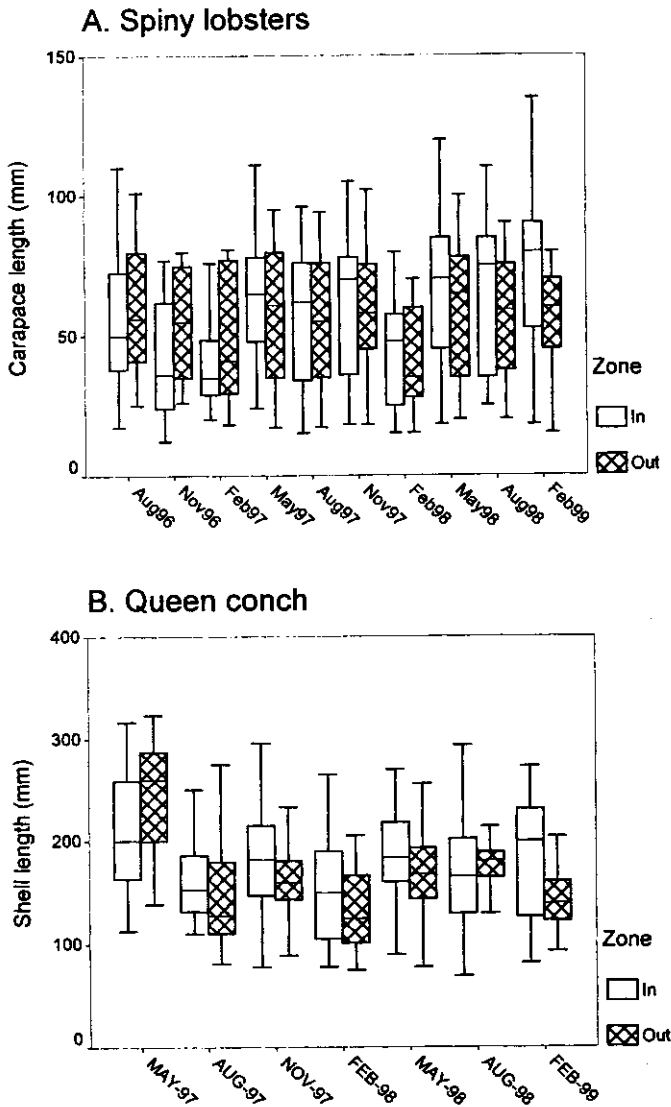 A. Spiny lobsters
Carapace length (mm)
150
100
50
0
Aug96
Nov96
Feb97
May97
Aug97
Nov97
Feb98
May98
Aug98
Feb99
Zone
In
Out
B. Queen conch
Shell length (mm)
400
300
200
100
0
MAY-97
AUG-97
NOV-97
FEB-98
MAY-98
AUG-98
FEB-99
Zone
In
Out